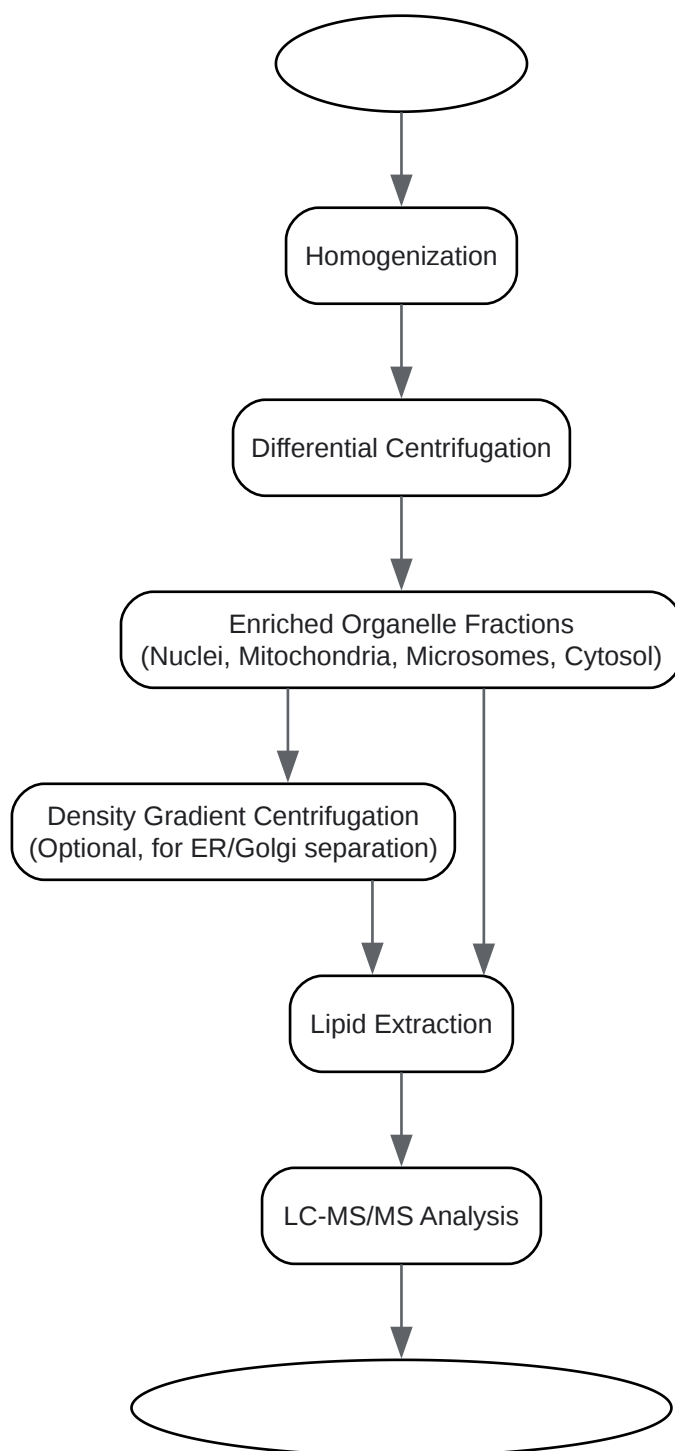 Homogenization
Differential Centrifugation
Enriched Organelle Fractions
(Nuclei, Mitochondria, Microsomes, Cytosol)
Density Gradient Centrifugation
(Optional, for ER/Golgi separation)
Lipid Extraction
LC-MS/MS Analysis